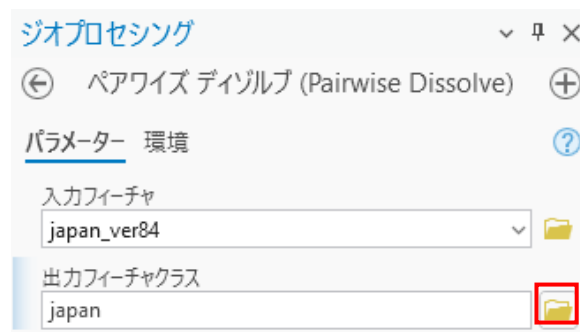 ジオプロセシング
ペアワイズ ディゾルブ (Pairwise Dissolve)
パラメーター 環境
入力フィーチャ
japan_ver84
出力フィーチャクラス
japan